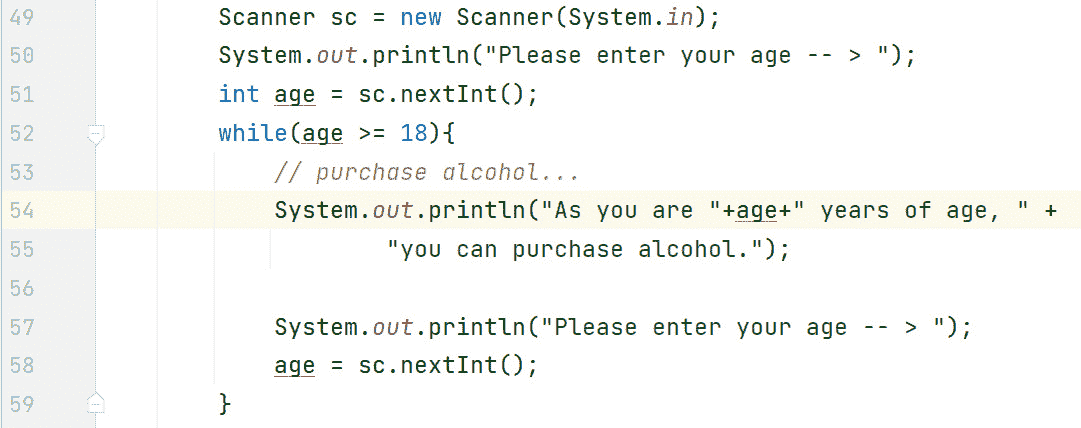 49 Scanner sc = new Scanner(System.in);
50 System.out.println("Please enter your age -- > ");
51 int age = sc.nextInt();
52 while(age >= 18){
53 // purchase alcohol...
54 System.out.println("As you are "+age+" years of age, " +
55 "you can purchase alcohol.");
56
57 System.out.println("Please enter your age -- > ");
58 age = sc.nextInt();
59 }